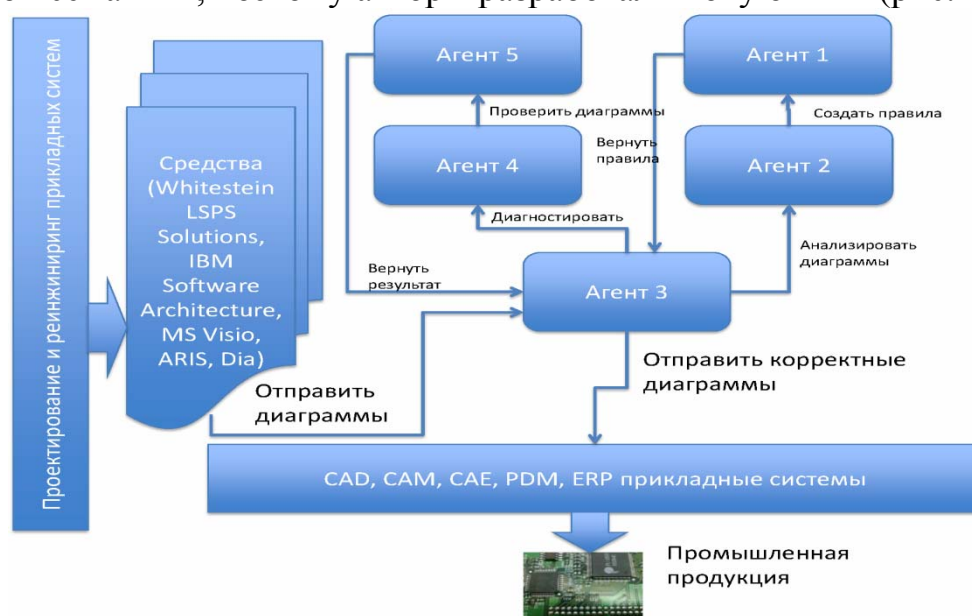 Проектирование и реинжиниринг прикладных систем
Средства
(Whitestein
LSPS
Solutions,
IBM
Software
Architecture,
MS Visio,
ARIS, Dia)
Агент 5
Агент 1
Проверить диаграммы
Создать правила
Вернуть
правила
Агент 4
Агент 2
Диагностировать
Анализировать
диаграммы
Вернуть
результат
Агент 3
Отправить
диаграммы
Отправить корректные
диаграммы
CAD, CAM, CAE, PDM, ERP прикладные системы
Промышленная
продукция